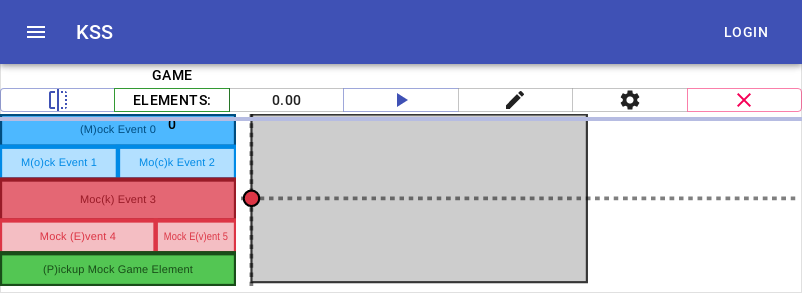 KSS
LOGIN
GAME
ELEMENTS:
0
0.00
(M)ock Event 0
M(o)ck Event 1
Mo(c)k Event 2
Moc(k) Event 3
Mock (E)vent 4
Mock E(v)ent 5
(P)ickup Mock Game Element